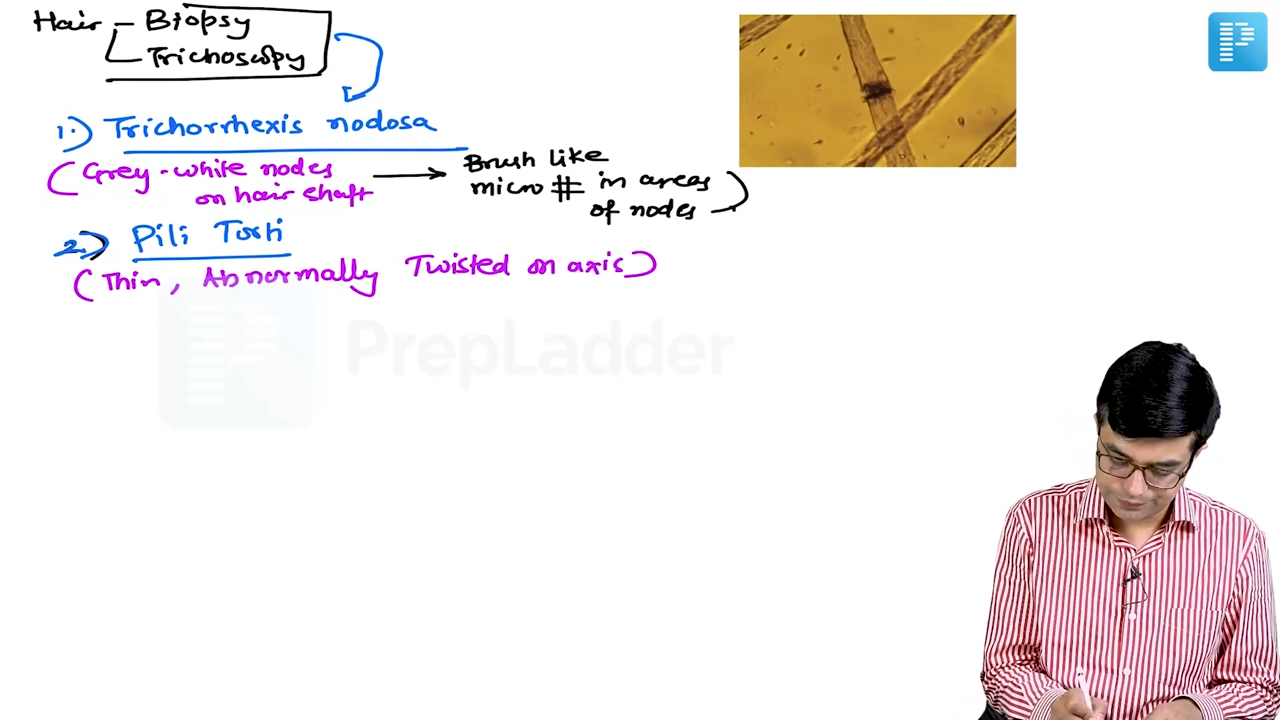 Hair - Biopsy
Trichoscopy
1.) Trichorrhexis nodosa
(Grey-white nodes on hair shaft → Brush like micro # in areas of nodes)
2.) Pili Torti
(Thin, Abnormally Twisted on axis)
PrepLadder